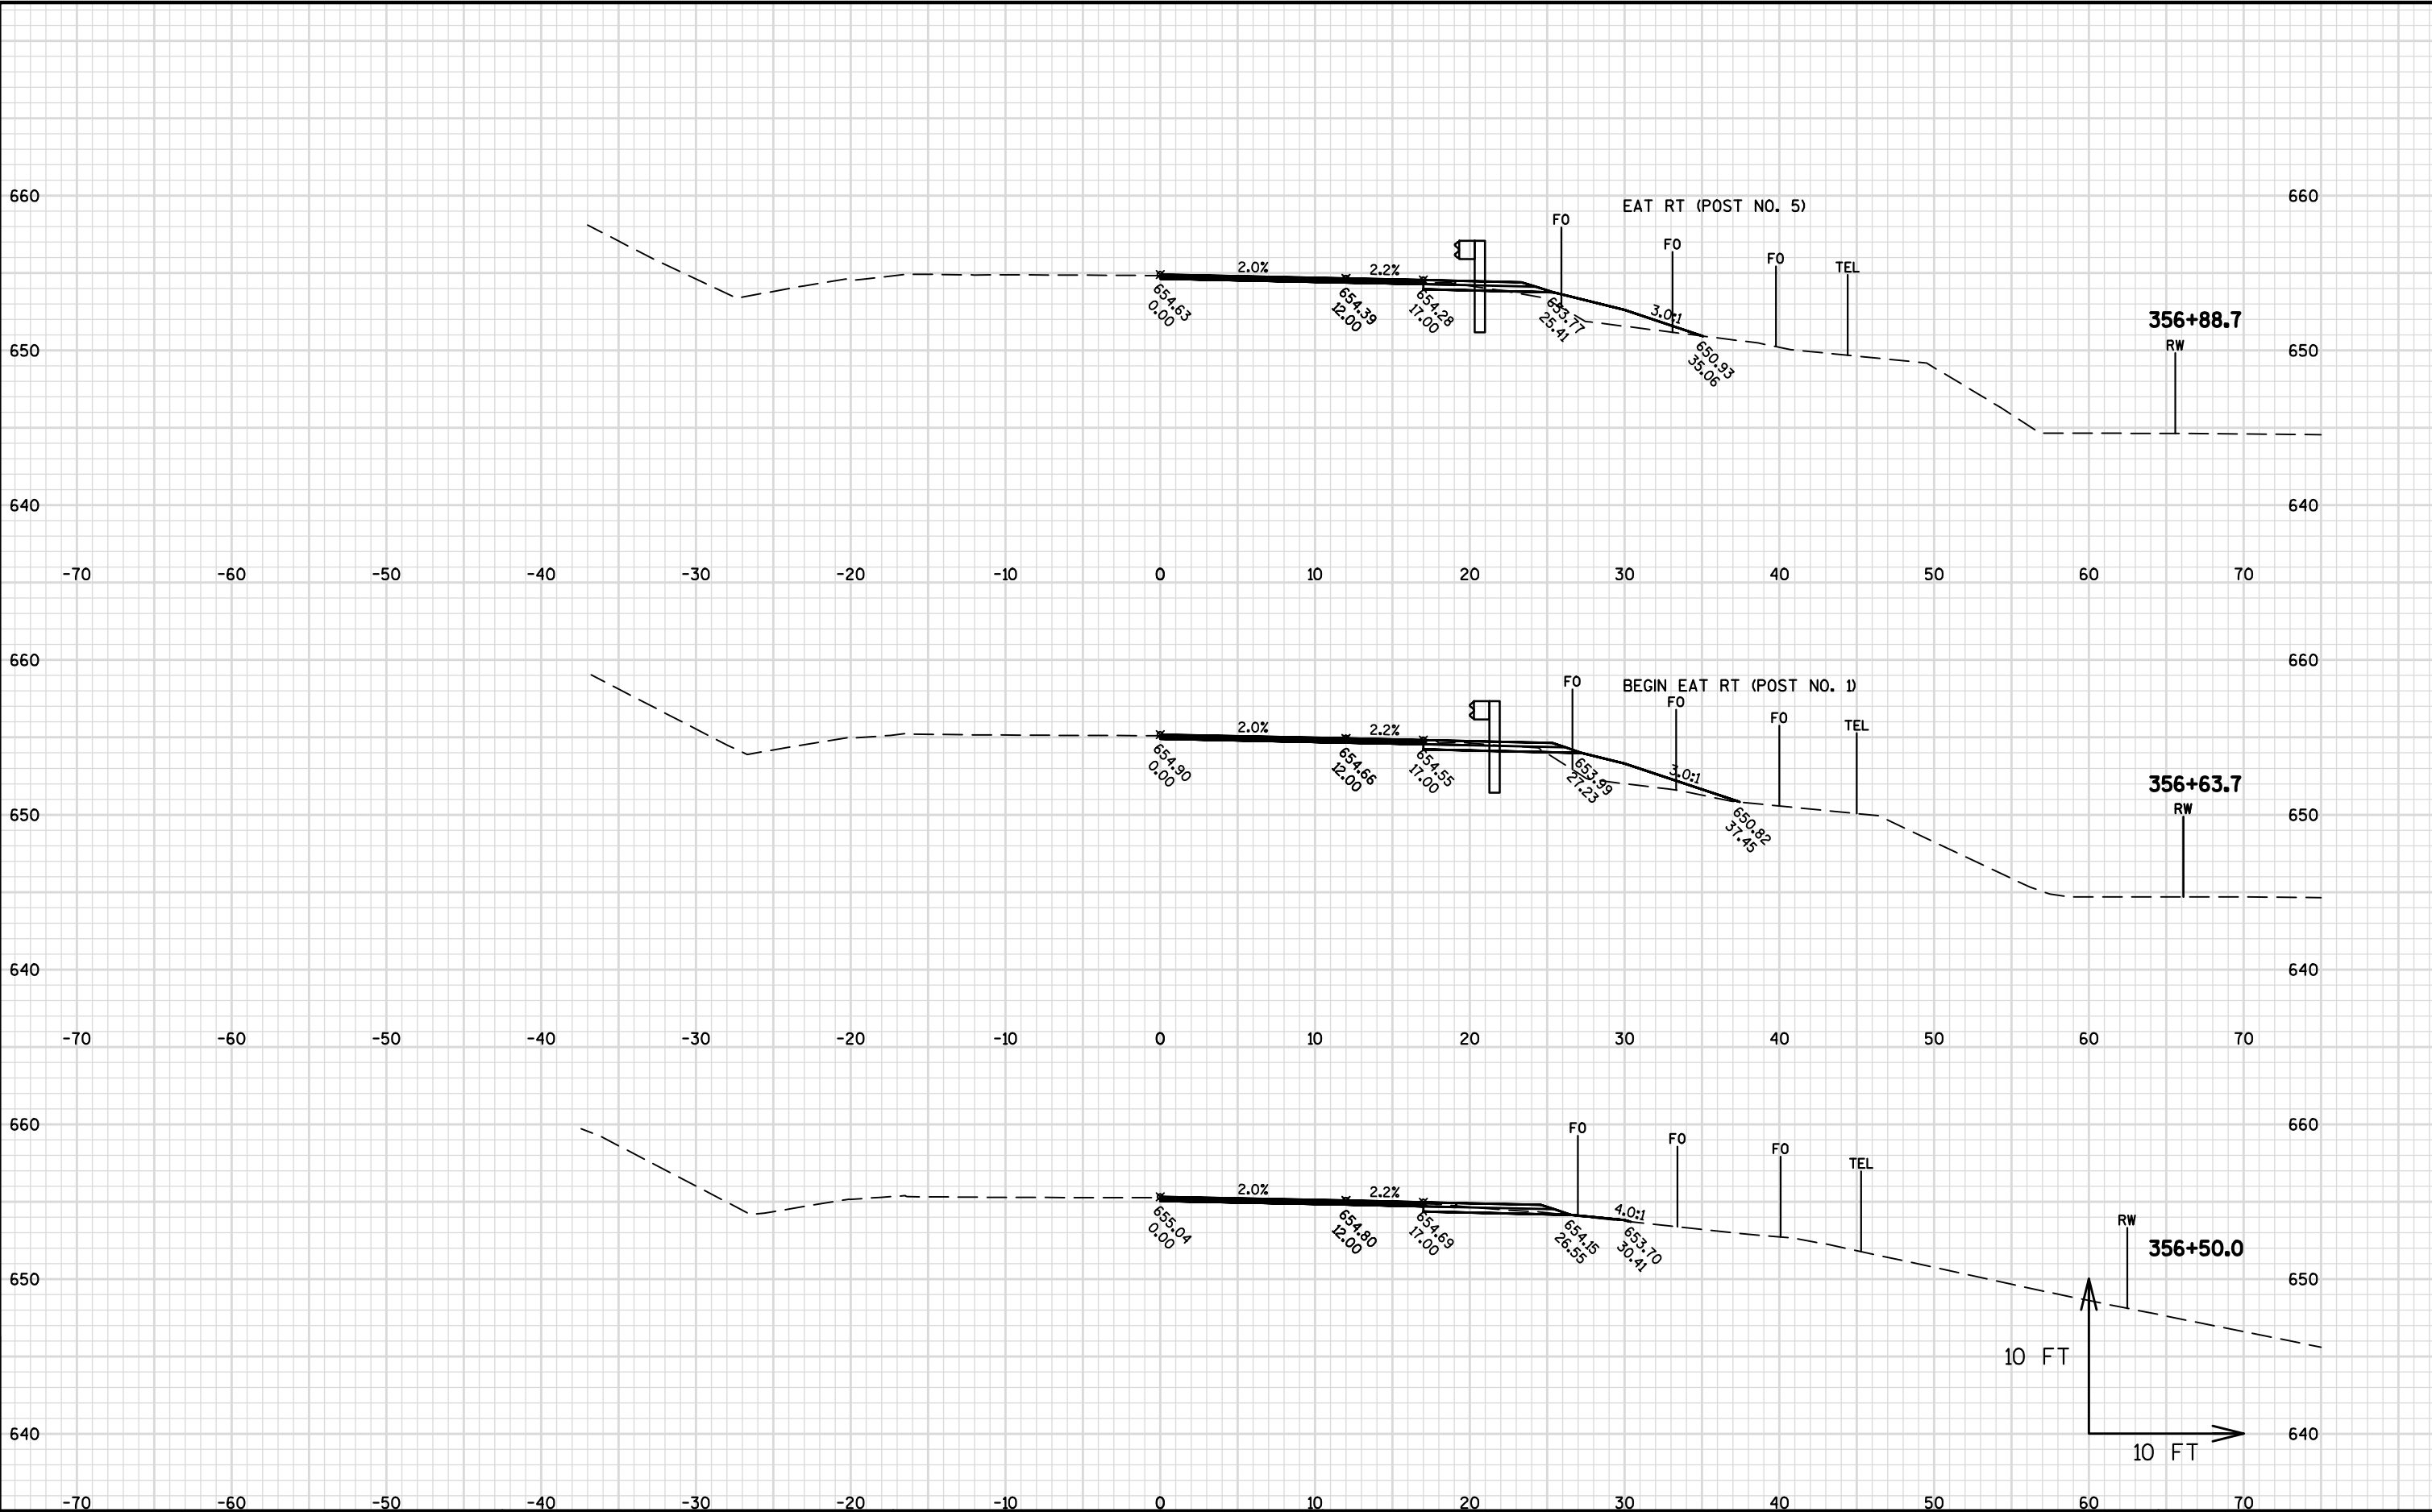 660 660
EAT RT (POST NO. 5)
FO
FO
FO
TEL
2.0%
2.2%
654.63
0.00
654.39
12.00
654.28
17.00
653.77
25.41
3.0:1
650.93
35.06
356+88.7
RW
650 650
640 640
-70 -60 -50 -40 -30 -20 -10 0 10 20 30 40 50 60 70
660 660
BEGIN EAT RT (POST NO. 1)
FO
FO
FO
TEL
2.0%
2.2%
654.90
0.00
654.66
12.00
654.55
17.00
653.99
27.23
3.0:1
650.82
37.45
356+63.7
RW
650 650
640 640
-70 -60 -50 -40 -30 -20 -10 0 10 20 30 40 50 60 70
660 660
FO
FO
FO
TEL
2.0%
2.2%
655.04
0.00
654.80
12.00
654.69
17.00
654.15
26.55
4.0:1
653.70
30.41
RW
356+50.0
650 650
10 FT
640 640
10 FT
-70 -60 -50 -40 -30 -20 -10 0 10 20 30 40 50 60 70